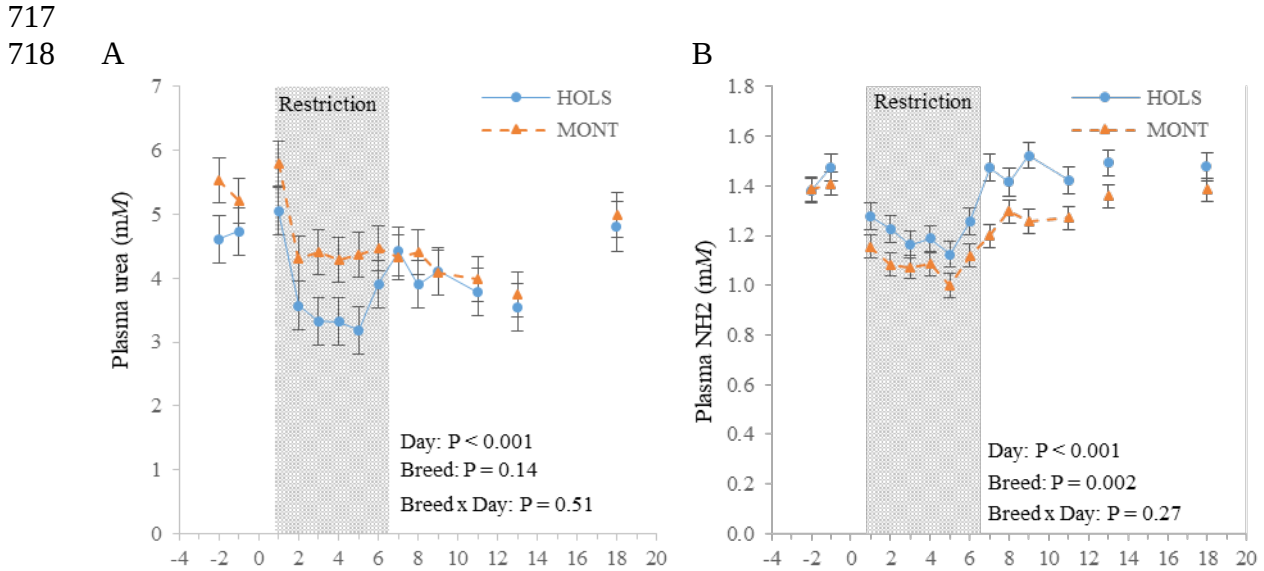 717
718 A B
7
6
5
4
3
2
1
0
Plasma urea (mM)
Restriction
HOLS
MONT
Day: P < 0.001
Breed: P = 0.14
Breed x Day: P = 0.51
-4 -2 0 2 4 6 8 10 12 14 16 18 20
1.8
1.6
1.4
1.2
1.0
0.8
0.6
0.4
0.2
0.0
Plasma NH2 (mM)
Restriction
HOLS
MONT
Day: P < 0.001
Breed: P = 0.002
Breed x Day: P = 0.27
-4 -2 0 2 4 6 8 10 12 14 16 18 20